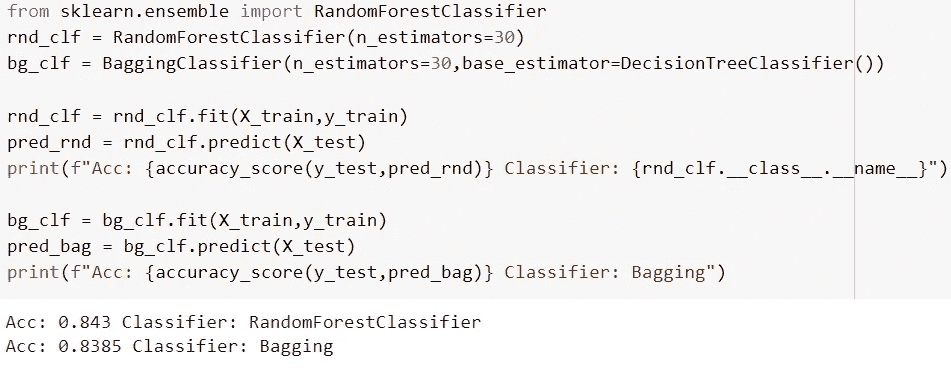 from sklearn.ensemble import RandomForestClassifier
rnd_clf = RandomForestClassifier(n_estimators=30)
bg_clf = BaggingClassifier(n_estimators=30,base_estimator=DecisionTreeClassifier())
rnd_clf = rnd_clf.fit(X_train,y_train)
pred_rnd = rnd_clf.predict(X_test)
print(f"Acc: {accuracy_score(y_test,pred_rnd)} Classifier: {rnd_clf.__class__.__name__}")
bg_clf = bg_clf.fit(X_train,y_train)
pred_bag = bg_clf.predict(X_test)
print(f"Acc: {accuracy_score(y_test,pred_bag)} Classifier: Bagging")
Acc: 0.843 Classifier: RandomForestClassifier
Acc: 0.8385 Classifier: Bagging